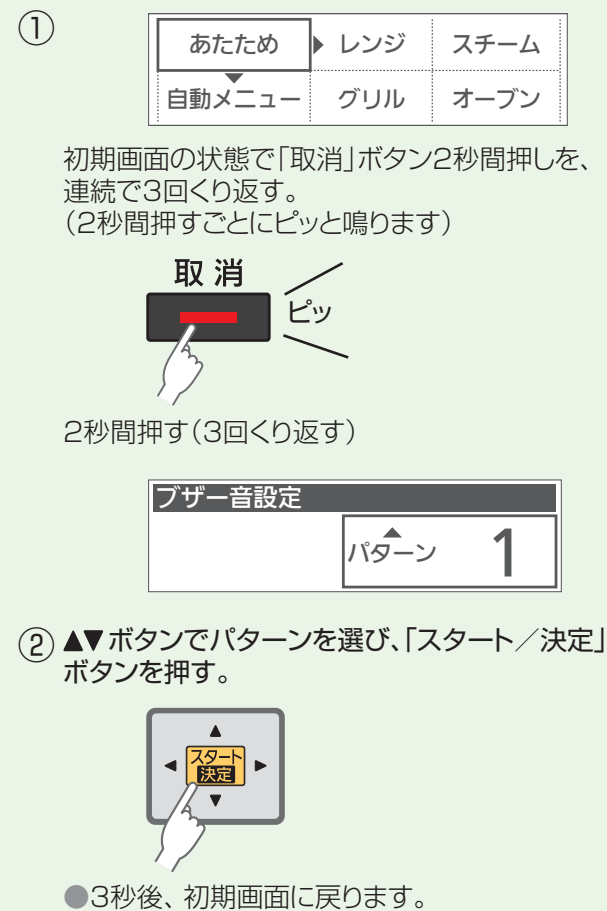 ①
あたため レンジ スチーム
自動メニュー グリル オーブン
初期画面の状態で「取消」ボタン2秒間押しを、
連続で3回くり返す。
(2秒間押すごとにピッと鳴ります)
取消
ピッ
2秒間押す(3回くり返す)
ブザー音設定
パターン 1
② ▲▼ボタンでパターンを選び、「スタート/決定」
ボタンを押す。
スタート
決定
●3秒後、初期画面に戻ります。